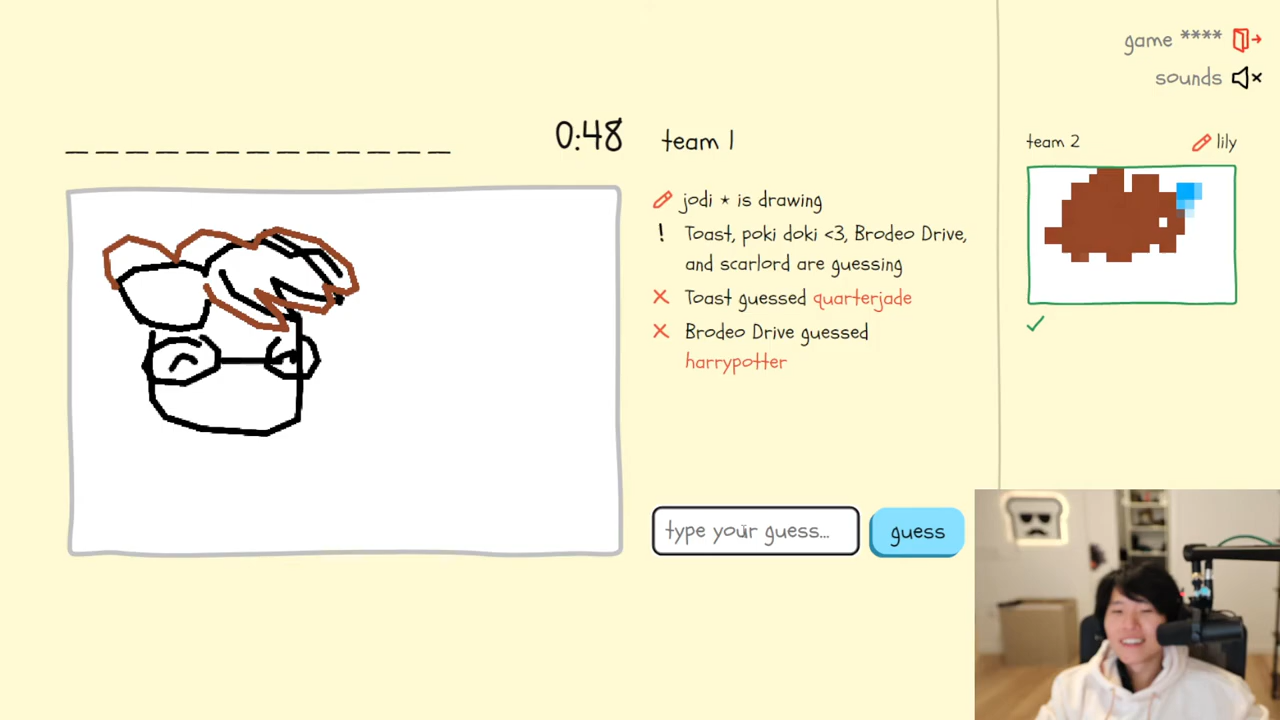 game ****
sounds
_ _ _ _ _ _ _ _ _ _ _ _ _
0:48
team 1
jodi ★ is drawing
! Toast, poki doki <3, Brodeo Drive,
and scarlord are guessing
Toast guessed quarterjade
Brodeo Drive guessed
harrypotter
type your guess...
guess
team 2
lily